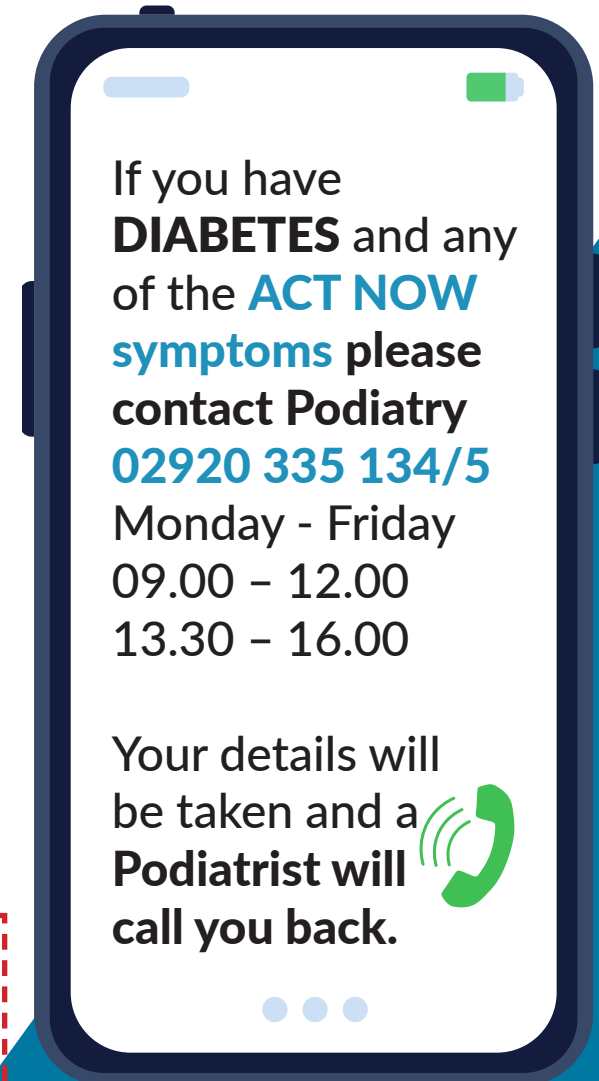 If you have
DIABETES and any
of the ACT NOW
symptoms please
contact Podiatry
02920 335 134/5
Monday - Friday
09.00 – 12.00
13.30 – 16.00
Your details will
be taken and a
Podiatrist will
call you back.